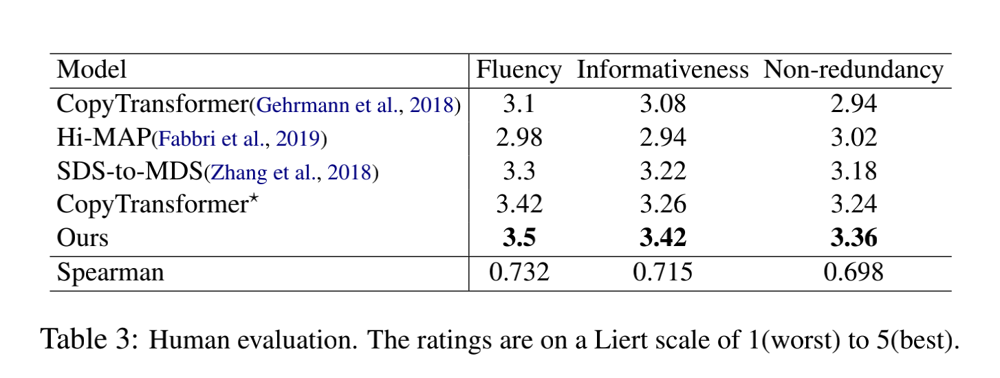 Model Fluency Informativeness Non-redundancy
CopyTransformer(Gehrmann et al., 2018) 3.1 3.08 2.94
Hi-MAP(Fabbri et al., 2019) 2.98 2.94 3.02
SDS-to-MDS(Zhang et al., 2018) 3.3 3.22 3.18
CopyTransformer⋆ 3.42 3.26 3.24
Ours 3.5 3.42 3.36
Spearman 0.732 0.715 0.698
Table 3: Human evaluation. The ratings are on a Liert scale of 1(worst) to 5(best).